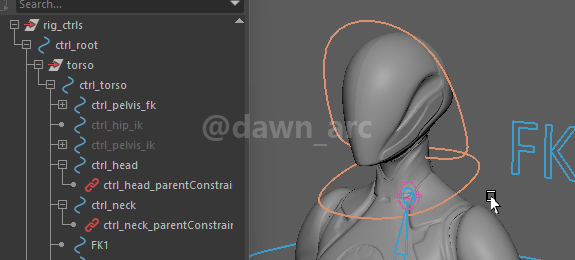 Search...
rig_ctrls
ctrl_root
torso
ctrl_torso
ctrl_pelvis_fk
ctrl_hip_ik
ctrl_pelvis_ik
ctrl_head
ctrl_head_parentConstrai
ctrl_neck
ctrl_neck_parentConstrain
FK1
@dawn_arc
FK